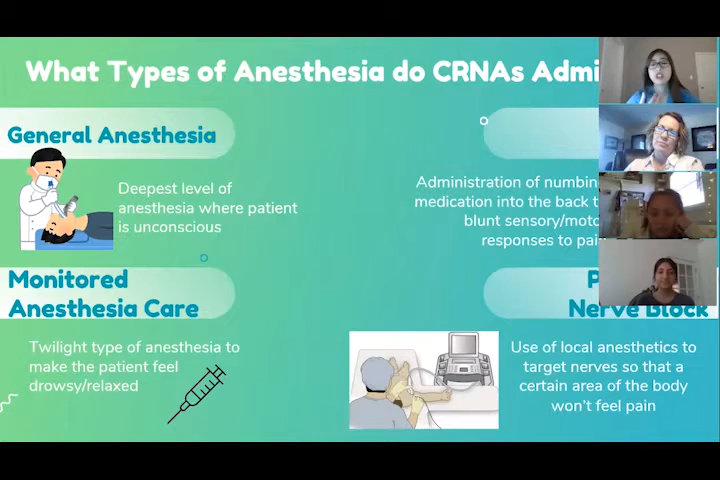 What Types of Anesthesia do CRNAs Admi
General Anesthesia
Deepest level of
anesthesia where patient
is unconscious
Administration of numbin
medication into the back t
blunt sensory/moto
responses to pai
Monitored
Anesthesia Care
Twilight type of anesthesia to
make the patient feel
drowsy/relaxed
P
Nerve Block
Use of local anesthetics to
target nerves so that a
certain area of the body
won't feel pain